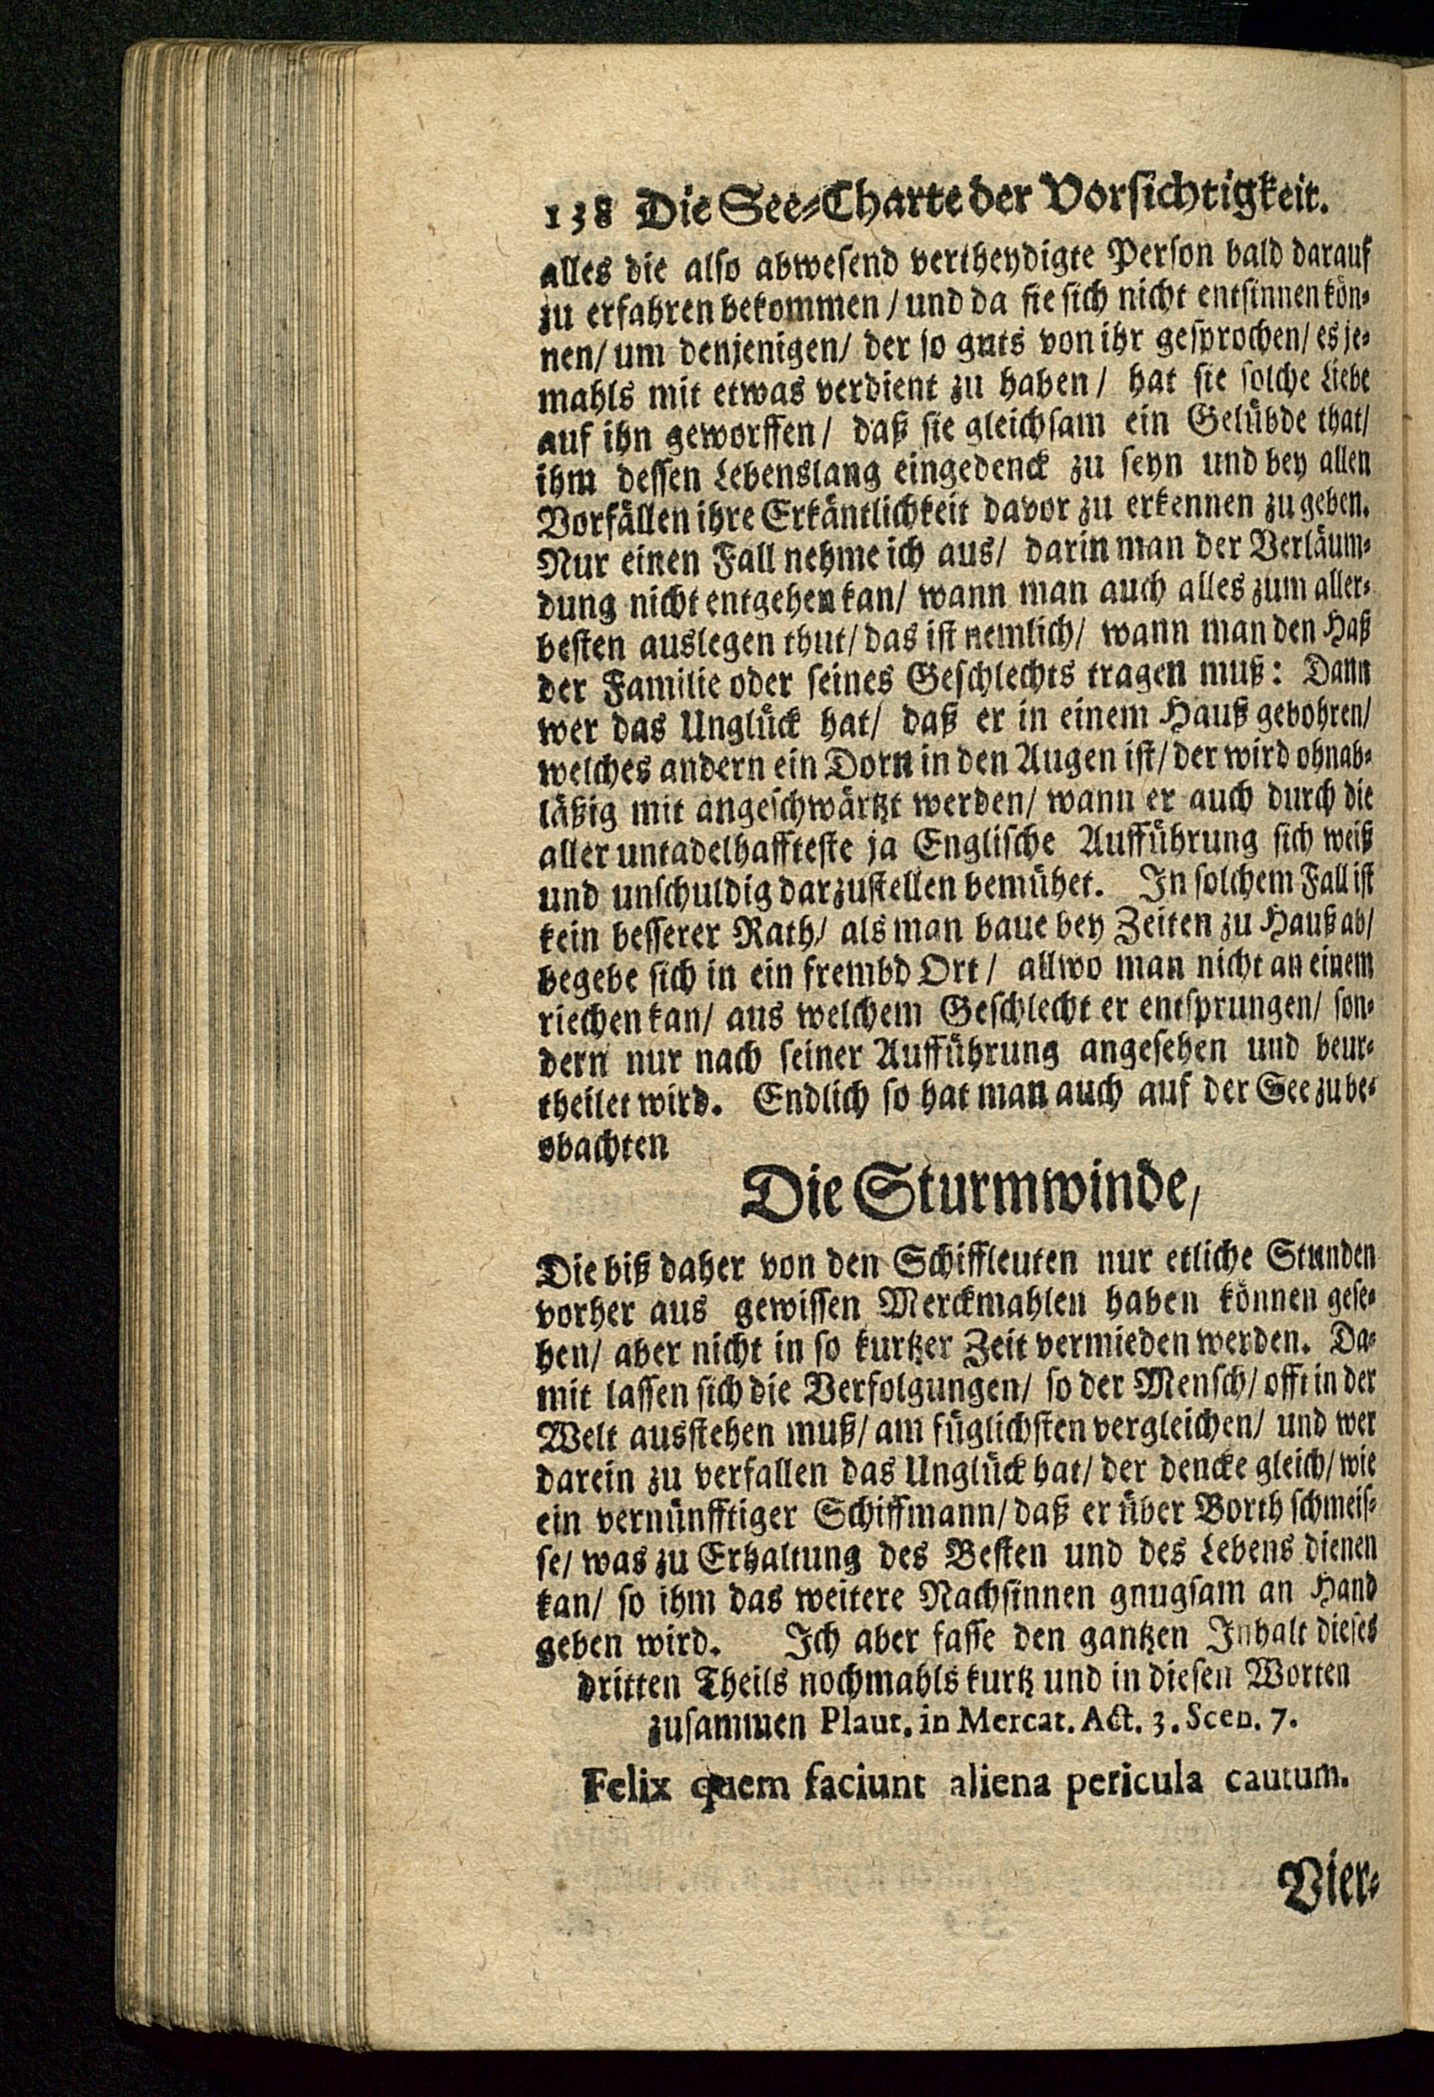 138 Die See-Charte der Vorsichtigkeit.
alles die also abwesend vertheydigte Person bald darauf
zu erfahren bekommen / und da sie sich nicht entsinnen kön-
nen/ um denjenigen/ der so guts von ihr gesprochen/ es je-
mahls mit etwas verdient zu haben / hat sie solche Liebe
auf ihn geworffen / daß sie gleichsam ein Gelübde that/
ihm dessen Lebenslang eingedenck zu seyn und bey allen
Vorfällen ihre Erkäntlichkeit davor zu erkennen zu geben.
Nur einen Fall nehme ich aus/ darin man der Verläum-
dung nicht entgehen kan/ wann man auch alles zum aller-
besten auslegen thut/ das ist nemlich/ wann man den Haß
der Familie oder seines Geschlechts tragen muß: Dann
wer das Unglück hat/ daß er in einem Hauß gebohren/
welches andern ein Dorn in den Augen ist/ der wird ohnab-
läßig mit angeschwärtzt werden/ wann er auch durch die
aller untadelhaffteste ja Englische Aufführung sich weiß
und unschuldig darzustellen bemühet. In solchem Fall ist
kein besserer Rath/ als man baue bey Zeiten zu Hauß ab/
begebe sich in ein frembd Ort / allwo man nicht an einem
riechen kan/ aus welchem Geschlecht er entsprungen/ son-
dern nur nach seiner Aufführung angesehen und beur-
theilet wird. Endlich so hat man auch auf der See zu be-
obachten
Die Sturmwinde,
Die biß daher von den Schiffleuten nur etliche Stunden
vorher aus gewissen Merckmahlen haben können gese-
hen/ aber nicht in so kurtzer Zeit vermieden werden. Da-
mit lassen sich die Verfolgungen/ so der Mensch/ offt in der
Welt ausstehen muß/ am füglichsten vergleichen/ und wer
darein zu verfallen das Unglück hat/ der dencke gleich/ wie
ein vernünfftiger Schiffmann/ daß er über Borth schmeis-
se/ was zu Erhaltung des Besten und des Lebens dienen
kan/ so ihm das weitere Nachsinnen gnugsam an Hand
geben wird. Ich aber fasse den gantzen Inhalt dieses
dritten Theils nochmahls kurtz und in diesen Worten
zusammen Plaut. in Mercat. Act. 3. Scen. 7.
Felix quem faciunt aliena pericula cautum.
Vier-